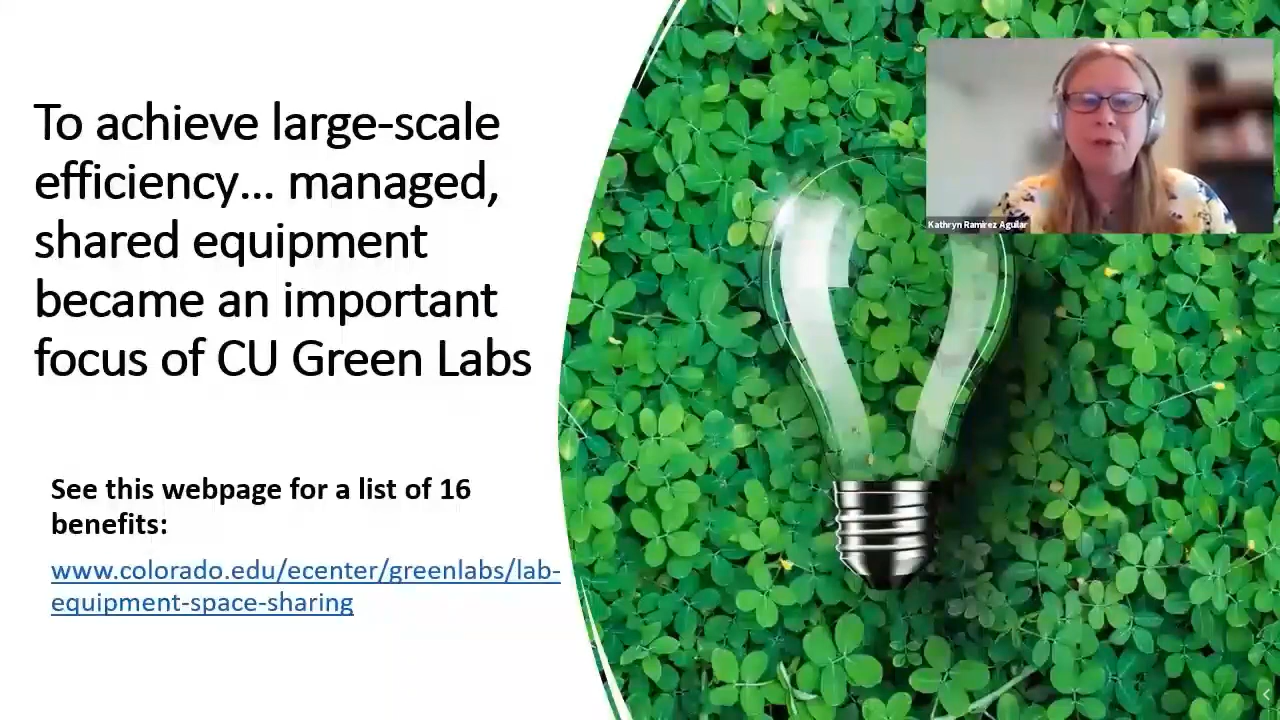 To achieve large-scale
efficiency... managed,
shared equipment
became an important
focus of CU Green Labs
See this webpage for a list of 16
benefits:
www.colorado.edu/ecenter/greenlabs/lab-
equipment-space-sharing
Kathryn Ramirez Aguilar